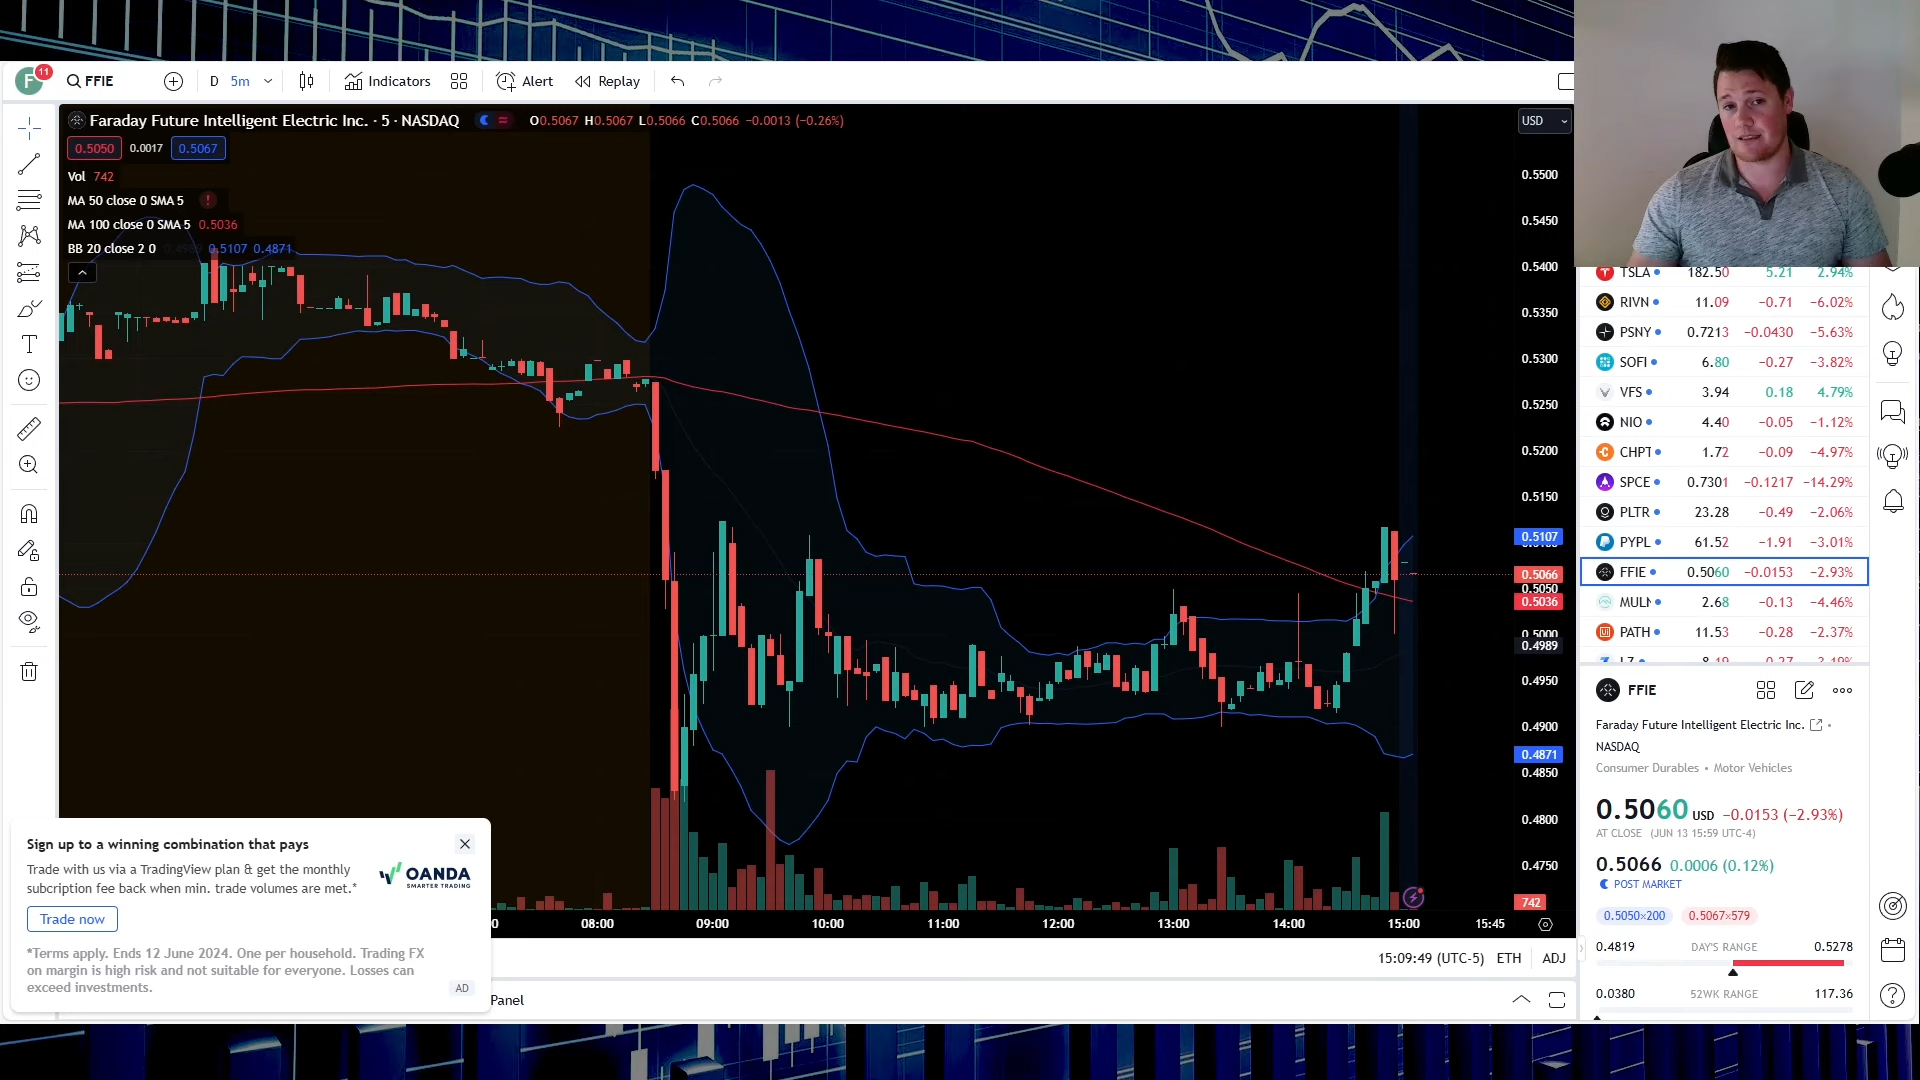 F 11 FFIE D 5m Indicators Alert Replay
Faraday Future Intelligent Electric Inc. · 5 · NASDAQ O0.5067 H0.5067 L0.5066 C0.5066 −0.0013 (−0.26%)
0.5050 0.0017 0.5067
Vol 742
MA 50 close 0 SMA 5 !
MA 100 close 0 SMA 5 0.5036
BB 20 close 2 0 0.4989 0.5107 0.4871
USD
0.5500
0.5450
0.5400
0.5350
0.5300
0.5250
0.5200
0.5150
0.5107
0.5066
0.5050
0.5036
0.5000
0.4989
0.4950
0.4900
0.4871
0.4850
0.4800
0.4750
742
08:00 09:00 10:00 11:00 12:00 13:00 14:00 15:00 15:45
15:09:49 (UTC-5) ETH ADJ
Panel
Sign up to a winning combination that pays
Trade with us via a TradingView plan & get the monthly
subcription fee back when min. trade volumes are met.*
OANDA
SMARTER TRADING
Trade now
*Terms apply. Ends 12 June 2024. One per household. Trading FX
on margin is high risk and not suitable for everyone. Losses can
exceed investments.
AD
TSLA 182.50 5.21 2.94%
RIVN 11.09 −0.71 −6.02%
PSNY 0.7213 −0.0430 −5.63%
SOFI 6.80 −0.27 −3.82%
VFS 3.94 0.18 4.79%
NIO 4.40 −0.05 −1.12%
CHPT 1.72 −0.09 −4.97%
SPCE 0.7301 −0.1217 −14.29%
PLTR 23.28 −0.49 −2.06%
PYPL 61.52 −1.91 −3.01%
FFIE 0.5060 −0.0153 −2.93%
MULN 2.68 −0.13 −4.46%
PATH 11.53 −0.28 −2.37%
FFIE
Faraday Future Intelligent Electric Inc.
NASDAQ
Consumer Durables • Motor Vehicles
0.5060 USD −0.0153 (−2.93%)
AT CLOSE (JUN 13 15:59 UTC-4)
0.5066 0.0006 (0.12%)
POST MARKET
0.5050×200 0.5067×579
0.4819 DAY'S RANGE 0.5278
0.0380 52WK RANGE 117.36